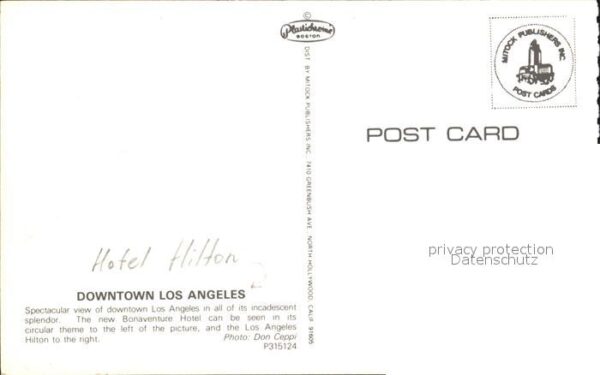 ©
Plastichrome
BOSTON
MITOCK PUBLISHERS INC
POST CARDS
POST CARD
DIST. BY MITOCK PUBLISHERS INC. 7410 GREENBUSH AVE. NORTH HOLLYWOOD, CALIF. 91605
Hotel Hilton
privacy protection
Datenschutz
DOWNTOWN LOS ANGELES
Spectacular view of downtown Los Angeles in all of its incadescent
splendor. The new Bonaventure Hotel can be seen in its
circular theme to the left of the picture, and the Los Angeles
Hilton to the right. Photo: Don Ceppi
P315124